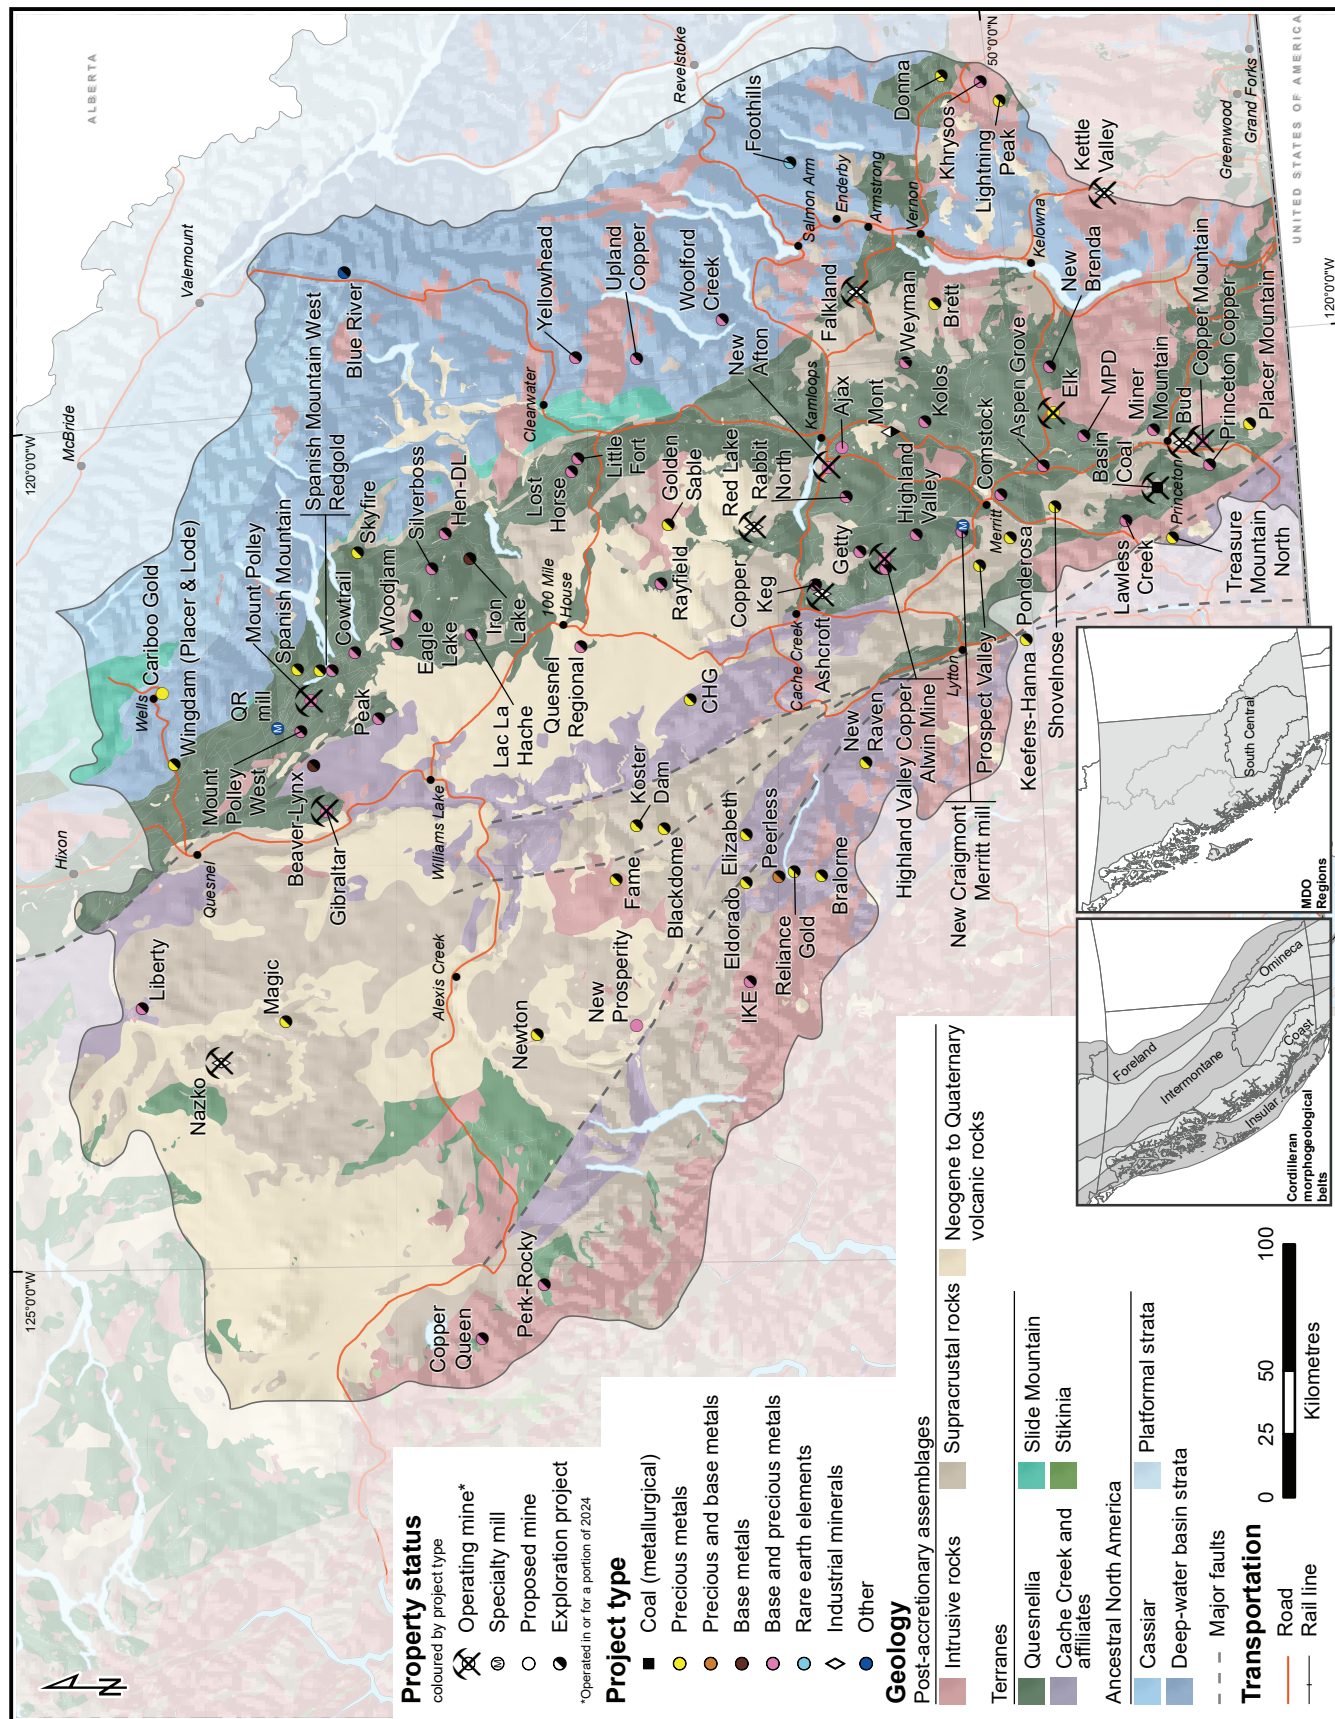 ALBERTA
125°0'0"W
120°0'0"W
McBride
Valemount
Revelstoke
50°0'0"N
Hixon
Wells
Cariboo Gold
Wingdam (Placer & Lode)
Quesnel
Liberty
Nazko
Magic
QR
mill
Mount Polley
Spanish Mountain
Spanish Mountain West
Redgold
Cowtrail
Skyfire
Blue River
Mount
Polley
West
Beaver-Lynx
Gibraltar
Peak
Woodjam
Eagle
Lake
Silverboss
Hen-DL
Iron
Lake
Lac La
Hache
Williams Lake
Alexis Creek
100 Mile
House
Quesnel
Regional
Lost
Horse
Little
Fort
Clearwater
Yellowhead
Upland
Copper
Woolford
Creek
Foothills
Golden
Sable
Rayfield
Red Lake
Rabbit
North
Copper
Keg
Getty
New
Afton
Kamloops
Ajax
Mont
Falkland
Salmon Arm
Enderby
Armstrong
Vernon
Donna
Khrysos
Lightning
Peak
Kettle
Valley
Greenwood
Grand Forks
UNITED STATES OF AMERICA
120°0'0"W
Weyman
Brett
Kolos
Kelowna
New
Brenda
Highland
Valley
Comstock
Aspen Grove
Elk
MPD
Merritt
Miner
Mountain
Basin
Coal
Bud
Copper Mountain
Princeton Copper
Placer Mountain
Princeton
Lawless
Creek
Treasure
Mountain
North
Cache Creek
Ashcroft
CHG
New
Raven
Lytton
Highland Valley Copper
Alwin Mine
New Craigmont
Merritt mill
Prospect Valley
Keefers-Hanna
Ponderosa
Shovelnose
Koster
Dam
Fame
Blackdome
Elizabeth
Eldorado
Peerless
Reliance
Gold
Bralorne
IKE
New
Prosperity
Newton
Perk-Rocky
Copper
Queen
N
Property status
coloured by project type
Operating mine*
M Specialty mill
Proposed mine
Exploration project
*Operated in or for a portion of 2024
Project type
Coal (metallurgical)
Precious metals
Precious and base metals
Base metals
Base and precious metals
Rare earth elements
Industrial minerals
Other
Geology
Post-accretionary assemblages
Intrusive rocks
Supracrustal rocks
Neogene to Quaternary
volcanic rocks
Terranes
Quesnellia
Slide Mountain
Cache Creek and
affiliates
Stikinia
Ancestral North America
Cassiar
Platformal strata
Deep-water basin strata
Major faults
Transportation
Road
Rail line
0 25 50 100
Kilometres
Cordilleran
morphogeological
belts
Foreland
Omineca
Intermontane
Coast
Insular
MDO
Regions
South Central
M
M